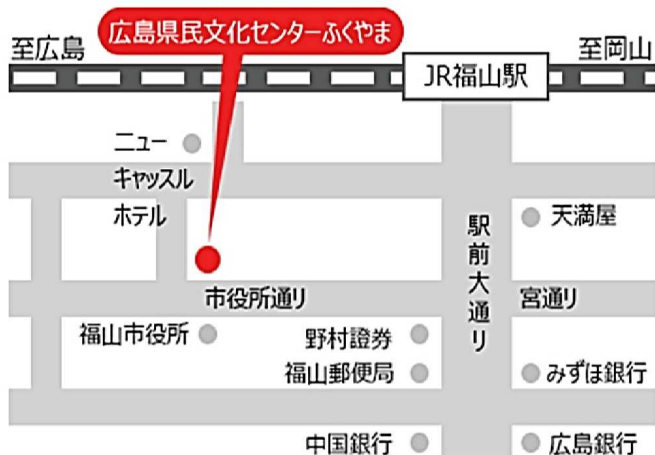 広島県民文化センターふくやま
至広島
至岡山
JR福山駅
ニュー
キャッスル
ホテル
天満屋
駅前大通り
市役所通り
宮通り
福山市役所
野村證券
福山郵便局
みずほ銀行
中国銀行
広島銀行